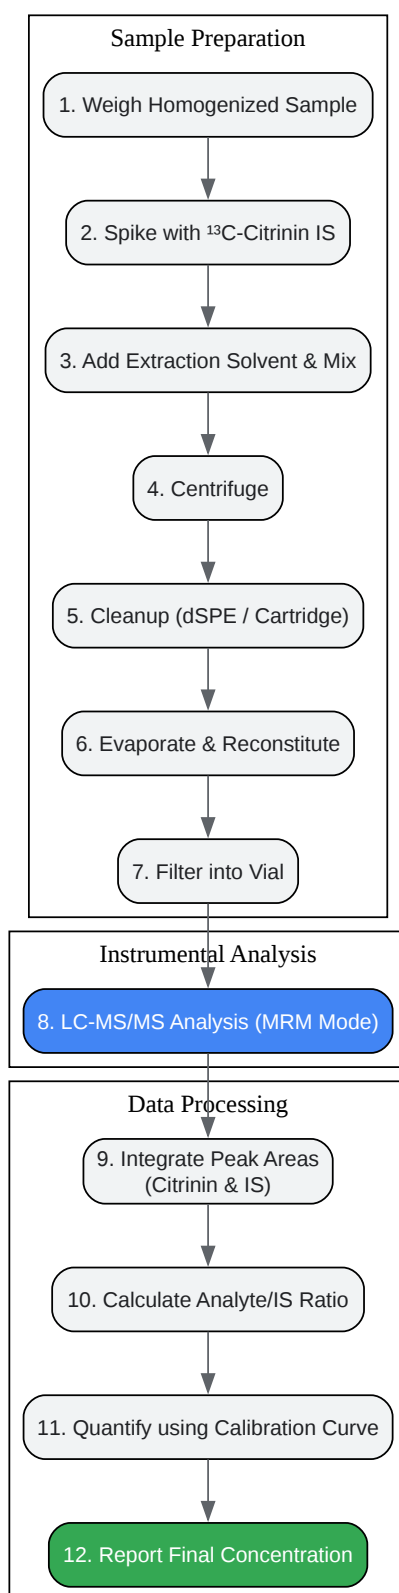 Sample Preparation
1. Weigh Homogenized Sample
2. Spike with ¹³C-Citrinin IS
3. Add Extraction Solvent & Mix
4. Centrifuge
5. Cleanup (dSPE / Cartridge)
6. Evaporate & Reconstitute
7. Filter into Vial
Instrumental Analysis
8. LC-MS/MS Analysis (MRM Mode)
Data Processing
9. Integrate Peak Areas
(Citrinin & IS)
10. Calculate Analyte/IS Ratio
11. Quantify using Calibration Curve
12. Report Final Concentration